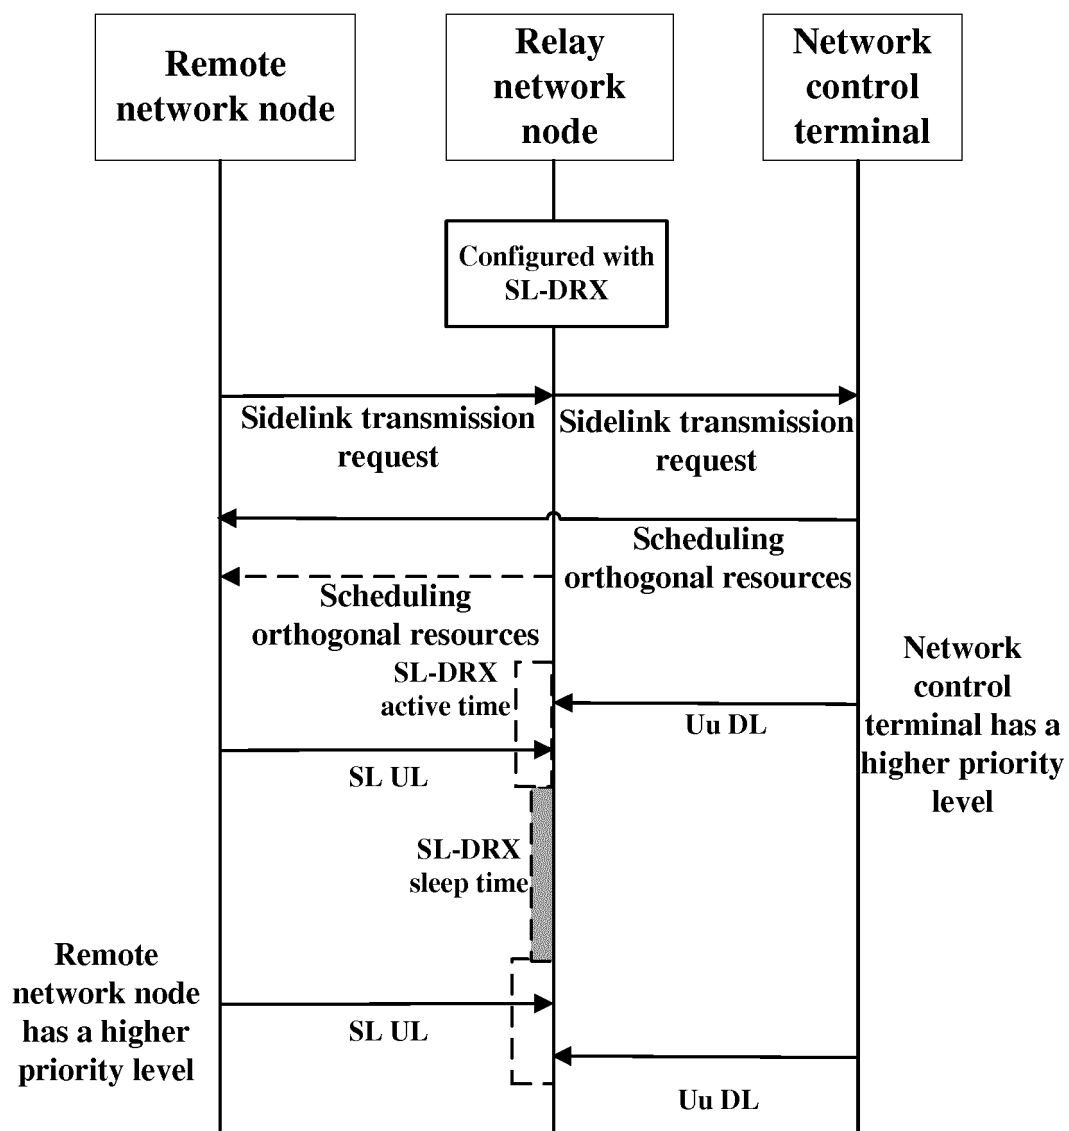 Remote
network node
Relay
network
node
Network
control
terminal
Configured with
SL-DRX
Sidelink transmission
request
Sidelink transmission
request
Scheduling
orthogonal resources
Scheduling
orthogonal resources
SL-DRX
active time
Uu DL
Network
control
terminal has a
higher priority
level
SL UL
SL-DRX
sleep time
Remote
network node
has a higher
priority level
SL UL
Uu DL